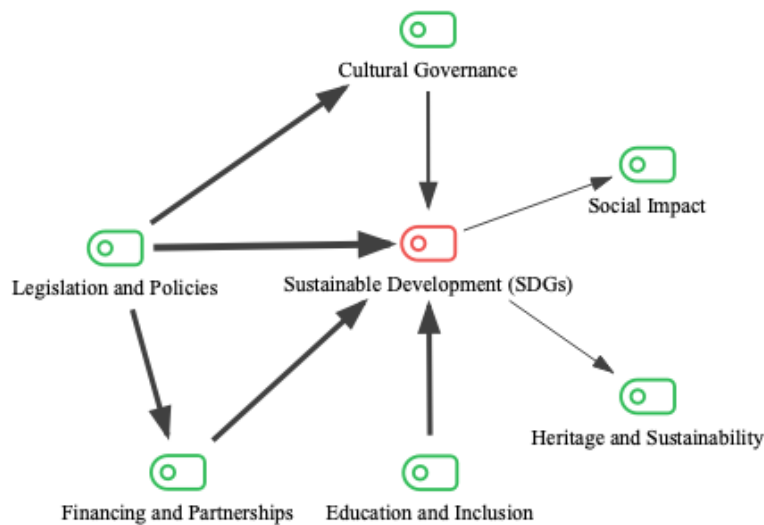 Cultural Governance
Social Impact
Legislation and Policies
Sustainable Development (SDGs)
Heritage and Sustainability
Financing and Partnerships
Education and Inclusion